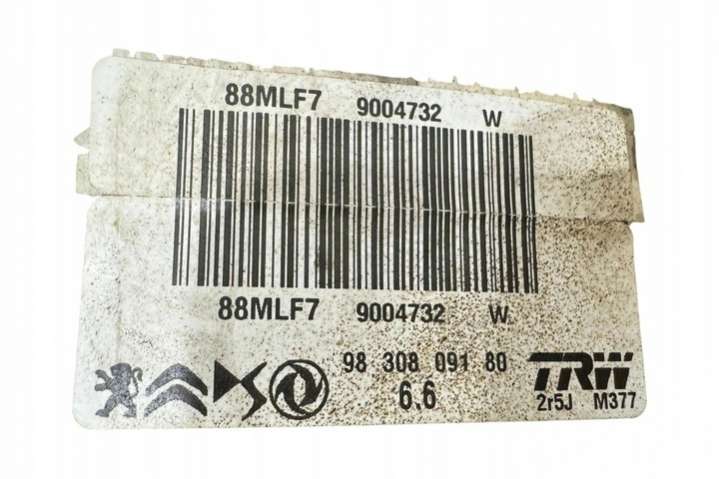 88MLF7 9004732 W
88MLF7 9004732 W
98 308 091 80
6.6
TRW
2r5J M377